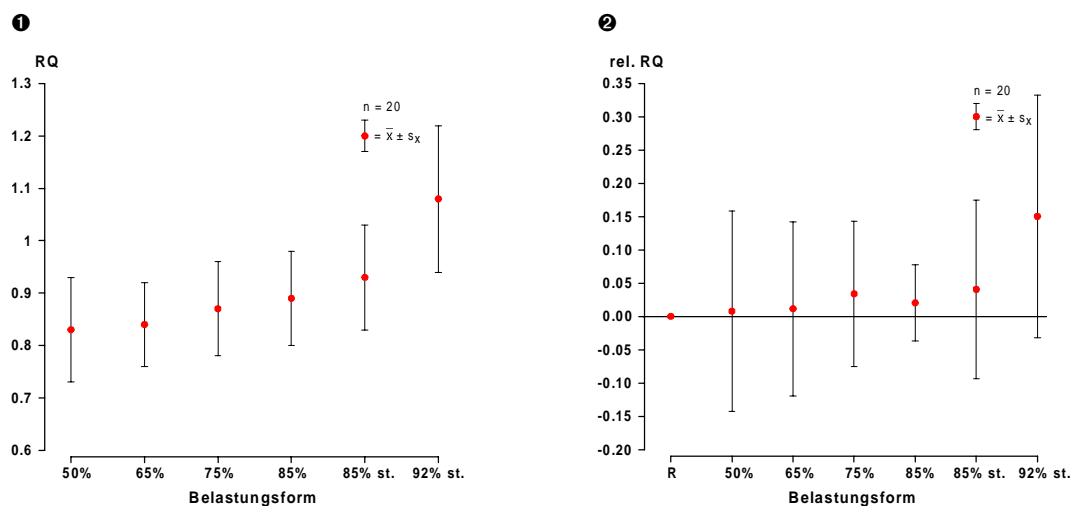 ❶
RQ
1.3
1.2
1.1
1
0.9
0.8
0.7
0.6
n = 20
= x̅ ± sx
50% 65% 75% 85% 85% st. 92% st.
Belastungsform
❷
rel. RQ
0.35
0.30
0.25
0.20
0.15
0.10
0.05
0.00
-0.05
-0.10
-0.15
-0.20
n = 20
= x̅ ± sx
R 50% 65% 75% 85% 85% st. 92% st.
Belastungsform